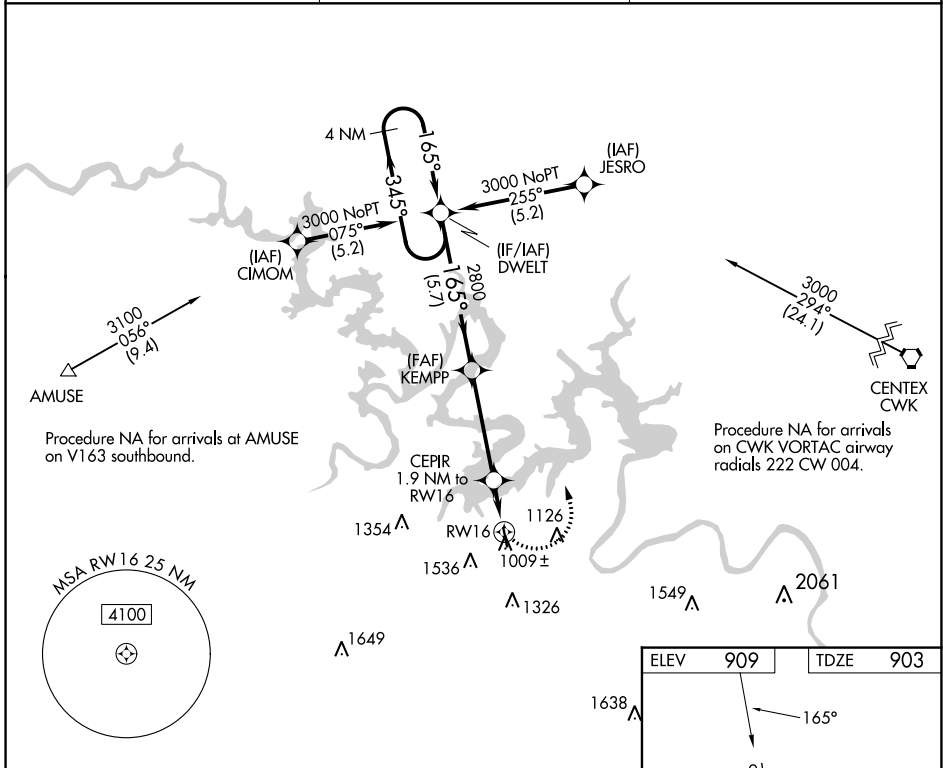 4 NM
165°
345°
(IAF)
JESRO
3000 NoPT
255°
(5.2)
3000 NoPT
075°
(5.2)
(IAF)
CIMOM
(IF/IAF)
DWELT
2800
165°
(5.7)
3000
294°
(24.1)
3100
056°
(9.4)
AMUSE
(FAF)
KEMPP
CENTEX
CWK
Procedure NA for arrivals at AMUSE
on V163 southbound.
Procedure NA for arrivals
on CWK VORTAC airway
radials 222 CW 004.
CEPIR
1.9 NM to
RW16
1354
RW16
1126
1009±
1536
1326
1549
2061
MSA RW16 25 NM
4100
1649
ELEV 909
TDZE 903
1638
165°